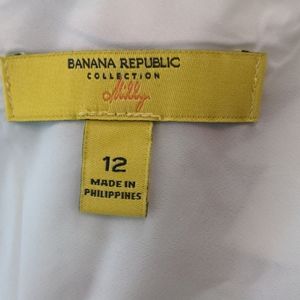 BANANA REPUBLIC
COLLECTION
Milly
12
MADE IN
PHILIPPINES